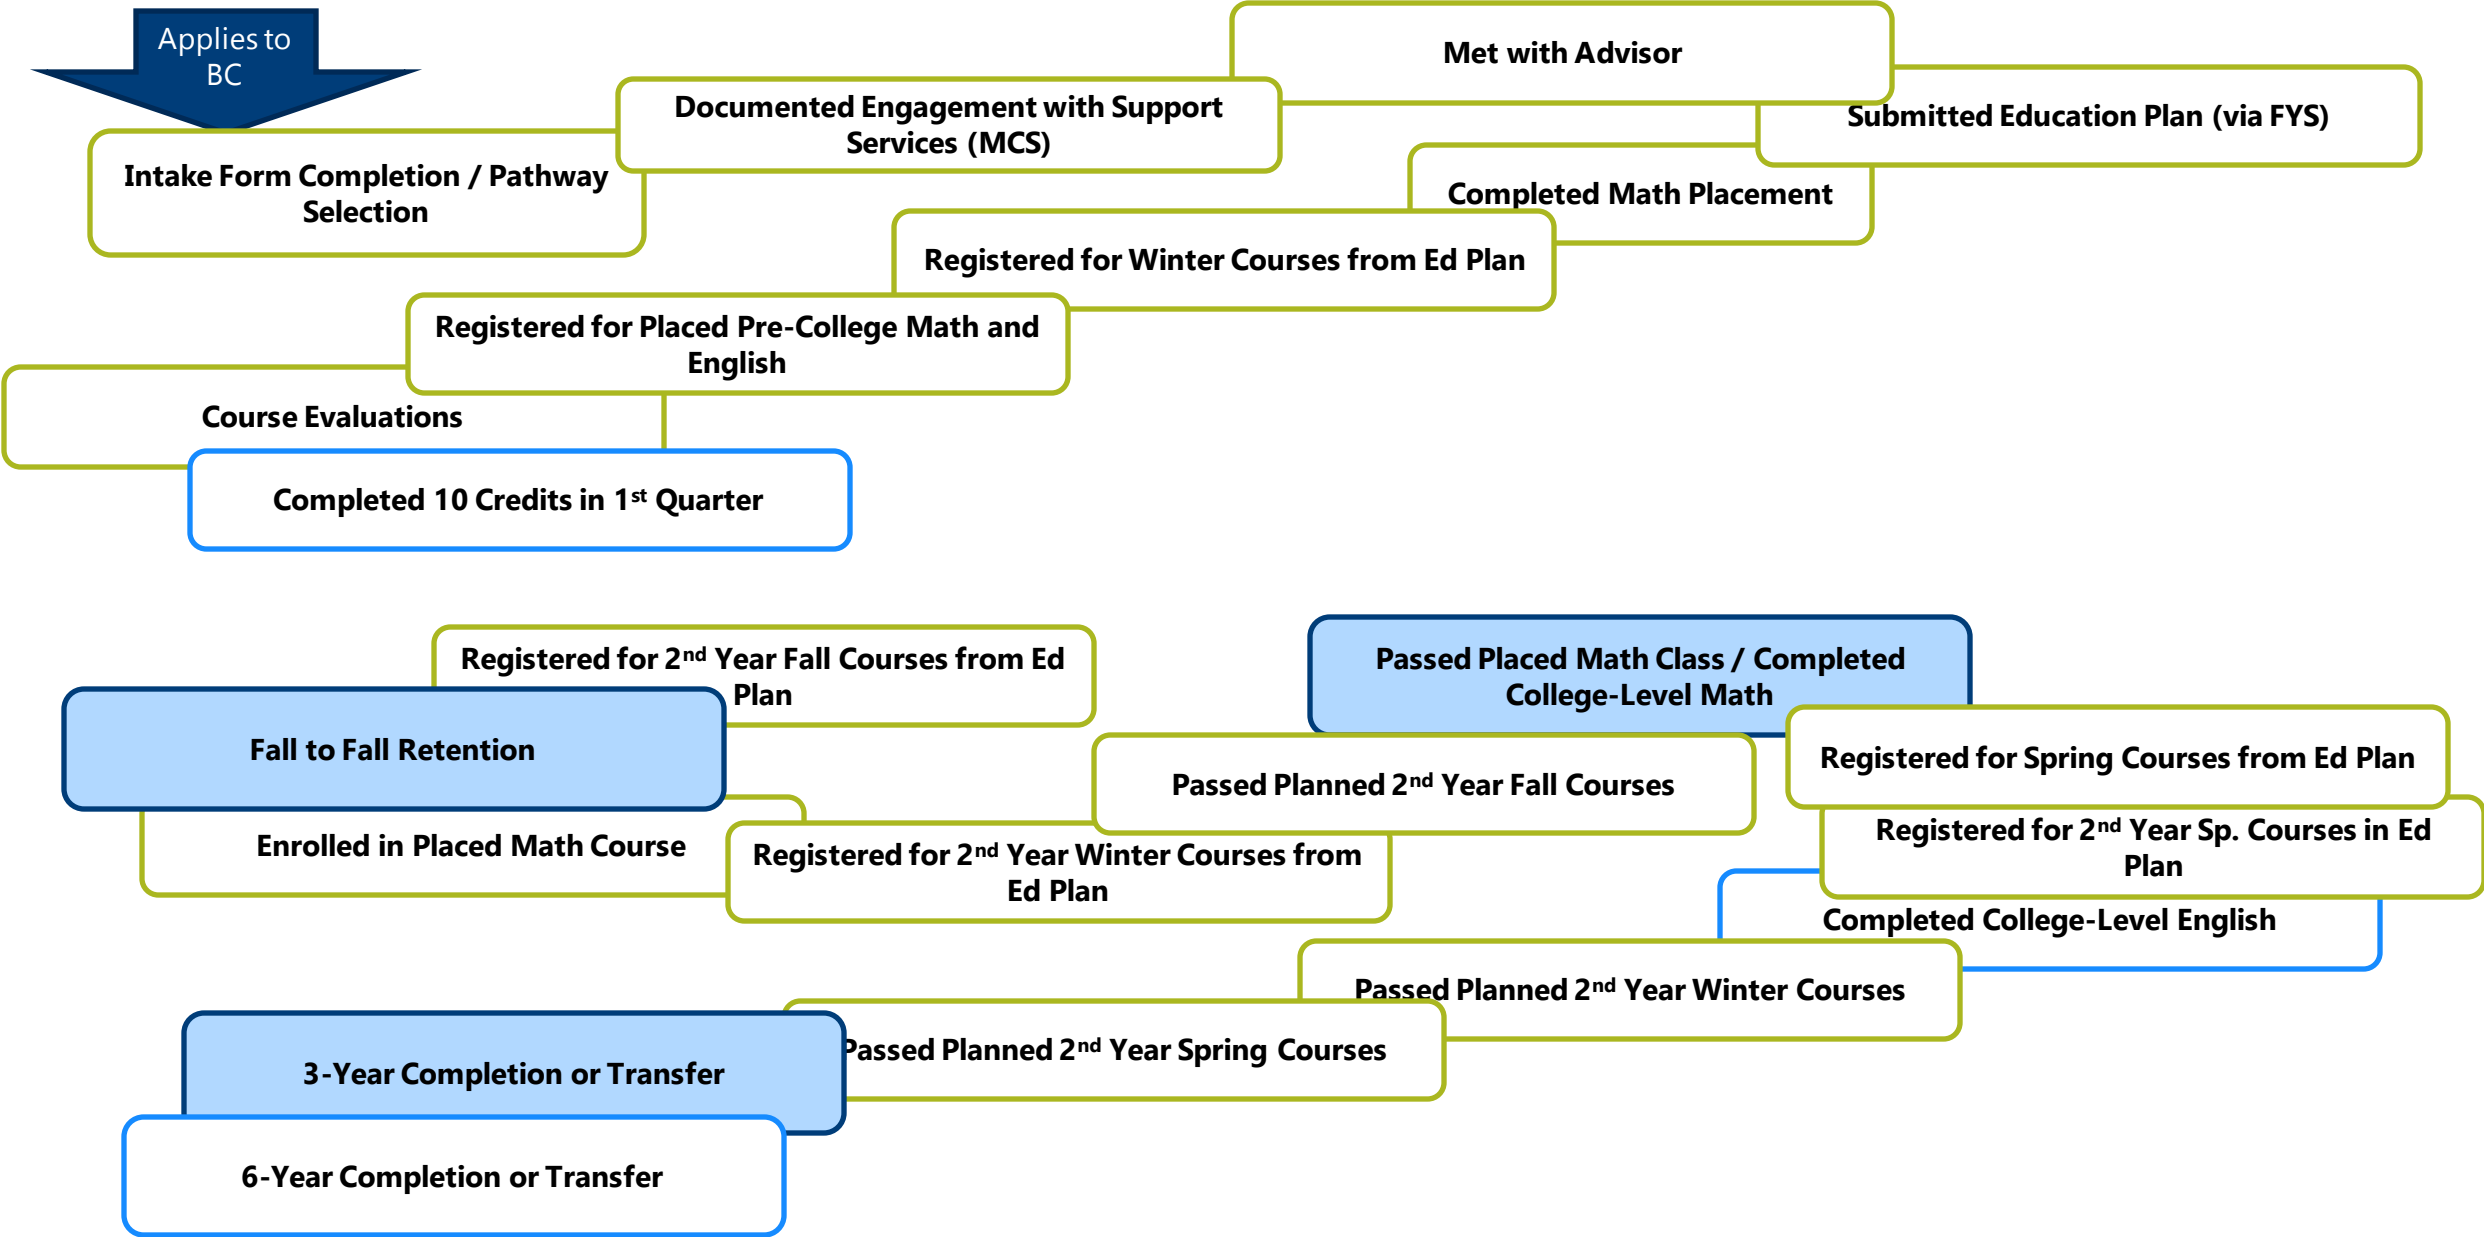 Applies to
BC
Met with Advisor
Documented Engagement with Support
Services (MCS)
Submitted Education Plan (via FYS)
Intake Form Completion / Pathway
Selection
Completed Math Placement
Registered for Winter Courses from Ed Plan
Registered for Placed Pre-College Math and
English
Course Evaluations
Completed 10 Credits in 1st Quarter
Registered for 2nd Year Fall Courses from Ed
Plan
Passed Placed Math Class / Completed
College-Level Math
Fall to Fall Retention
Registered for Spring Courses from Ed Plan
Passed Planned 2nd Year Fall Courses
Enrolled in Placed Math Course
Registered for 2nd Year Winter Courses from
Ed Plan
Registered for 2nd Year Sp. Courses in Ed
Plan
Completed College-Level English
Passed Planned 2nd Year Winter Courses
Passed Planned 2nd Year Spring Courses
3-Year Completion or Transfer
6-Year Completion or Transfer